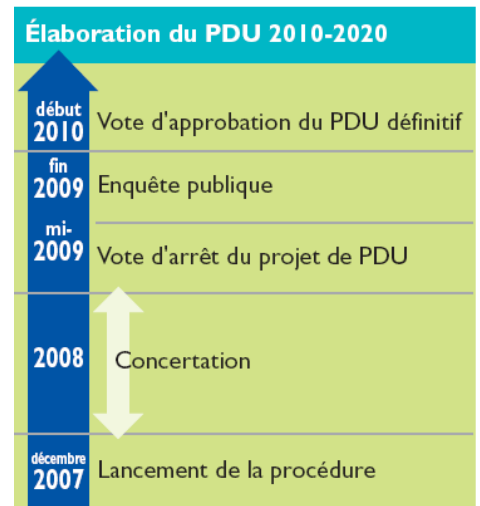 Élaboration du PDU 2010-2020
début
2010
Vote d'approbation du PDU définitif
fin
2009
Enquête publique
mi-
2009
Vote d'arrêt du projet de PDU
2008
Concertation
décembre
2007
Lancement de la procédure